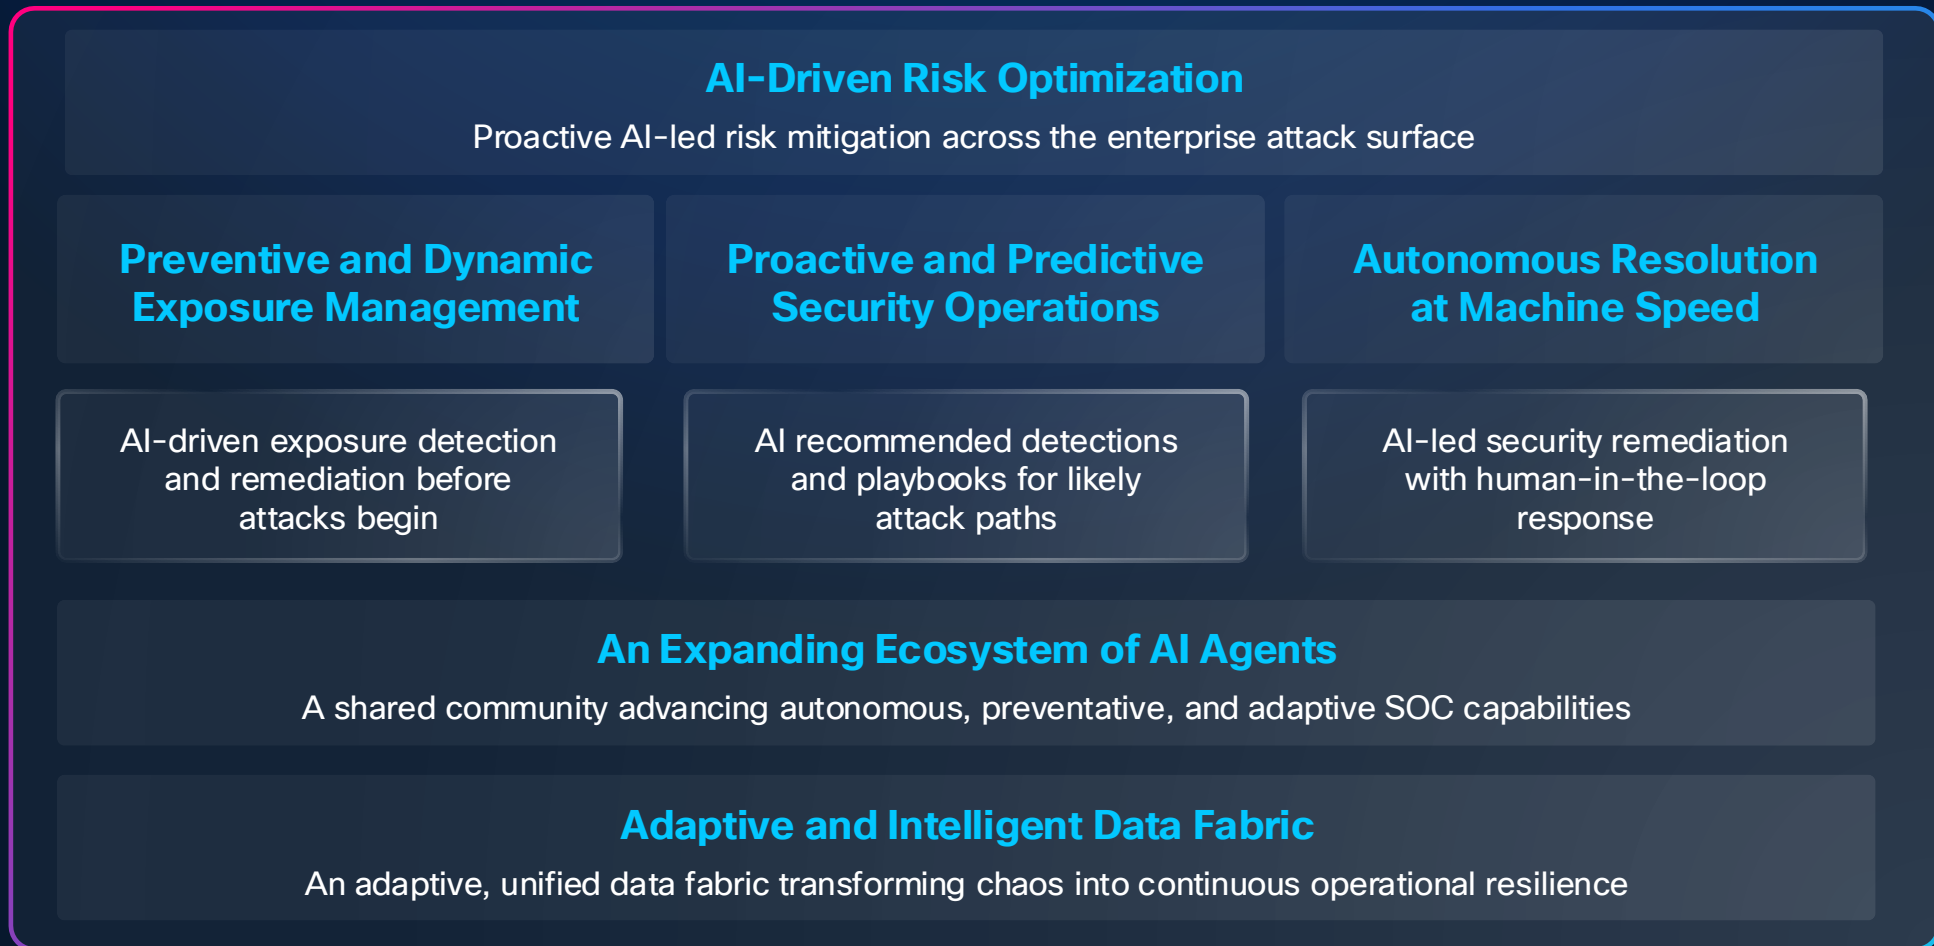 AI-Driven Risk Optimization
Proactive AI-led risk mitigation across the enterprise attack surface
Preventive and Dynamic
Exposure Management
Proactive and Predictive
Security Operations
Autonomous Resolution
at Machine Speed
AI-driven exposure detection
and remediation before
attacks begin
AI recommended detections
and playbooks for likely
attack paths
AI-led security remediation
with human-in-the-loop
response
An Expanding Ecosystem of AI Agents
A shared community advancing autonomous, preventative, and adaptive SOC capabilities
Adaptive and Intelligent Data Fabric
An adaptive, unified data fabric transforming chaos into continuous operational resilience